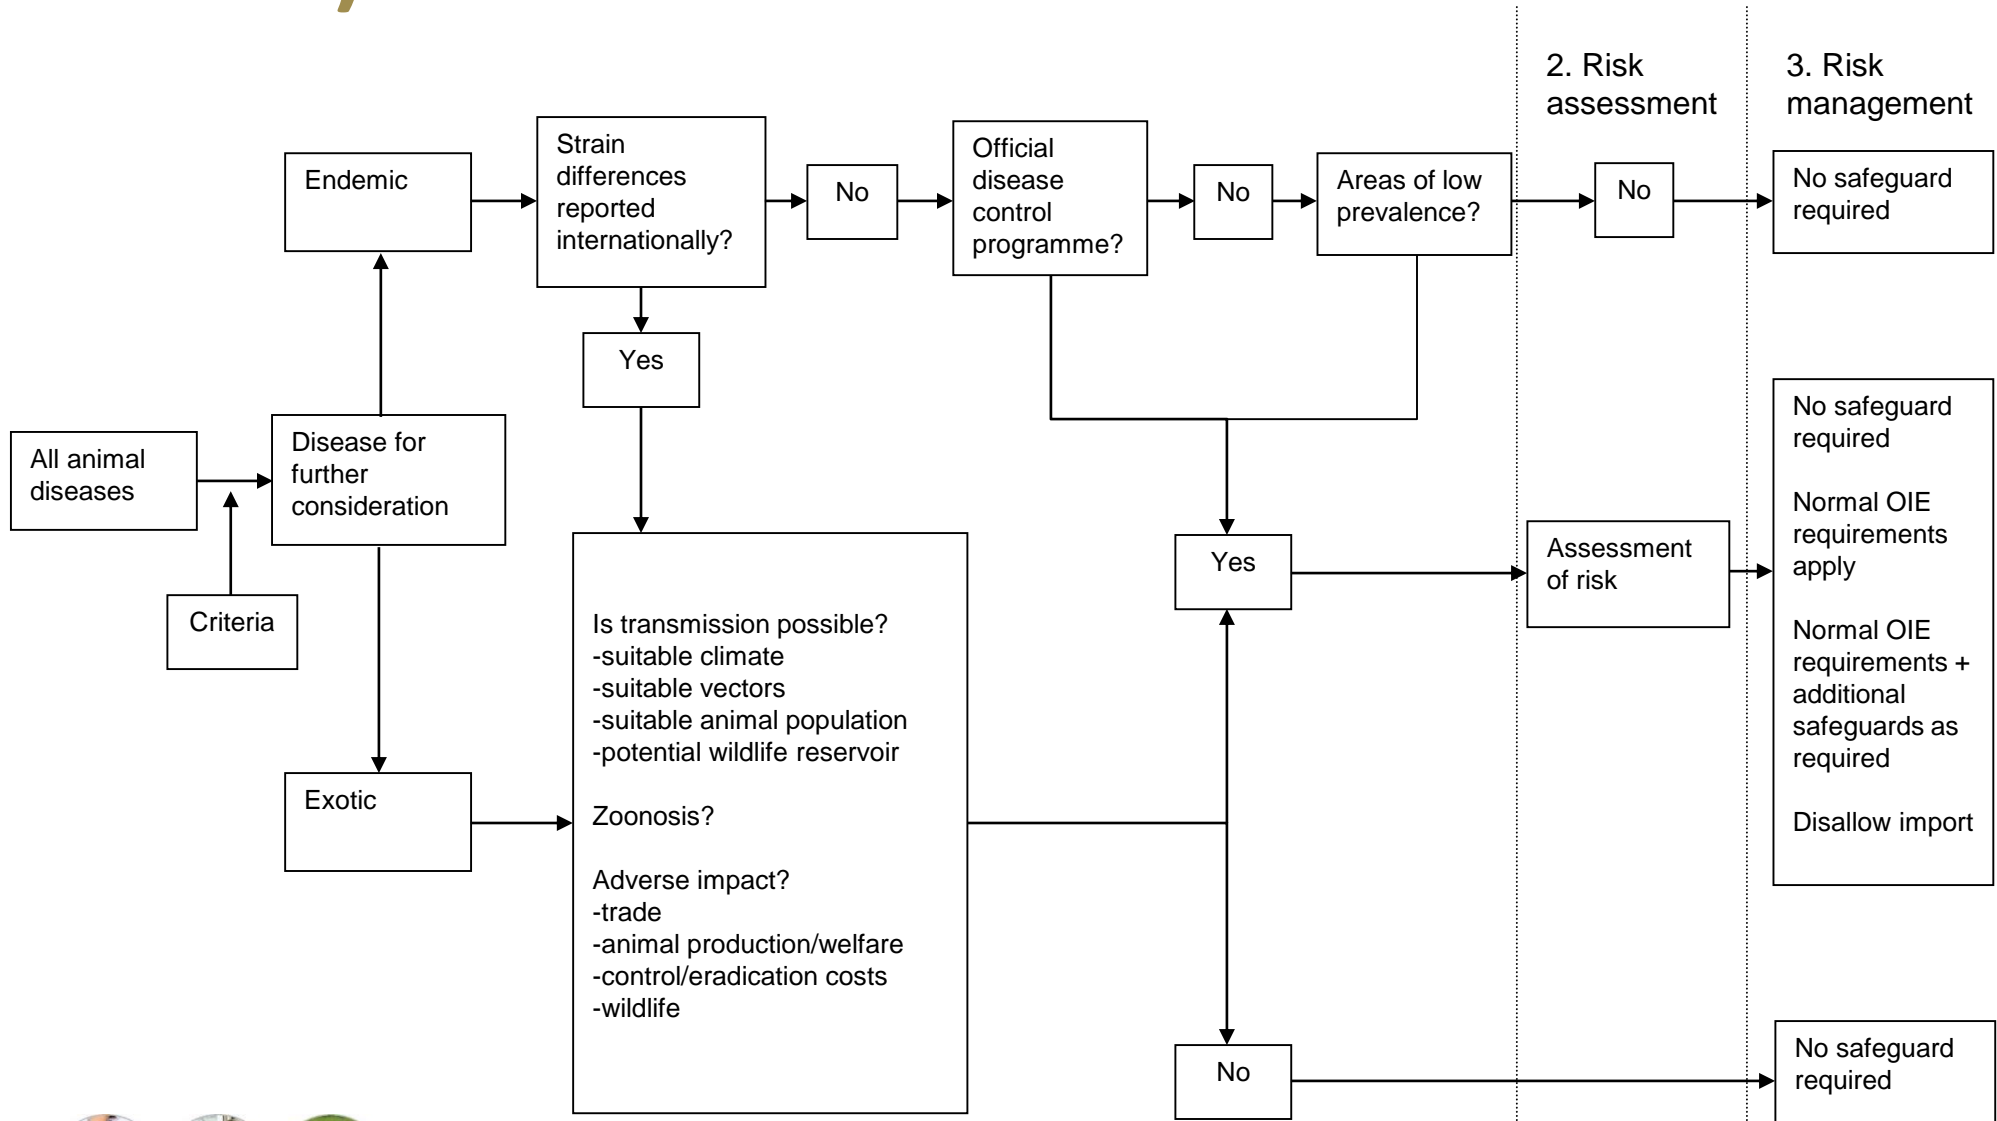 2. Risk
assessment
3. Risk
management
Endemic
Strain
differences
reported
internationally?
No
Official
disease
control
programme?
No
Areas of low
prevalence?
No
No safeguard
required
Yes
All animal
diseases
Criteria
Disease for
further
consideration
Exotic
Is transmission possible?
-suitable climate
-suitable vectors
-suitable animal population
-potential wildlife reservoir
Zoonosis?
Adverse impact?
-trade
-animal production/welfare
-control/eradication costs
-wildlife
Yes
Assessment
of risk
No safeguard
required
Normal OIE
requirements
apply
Normal OIE
requirements +
additional
safeguards as
required
Disallow import
No
No safeguard
required